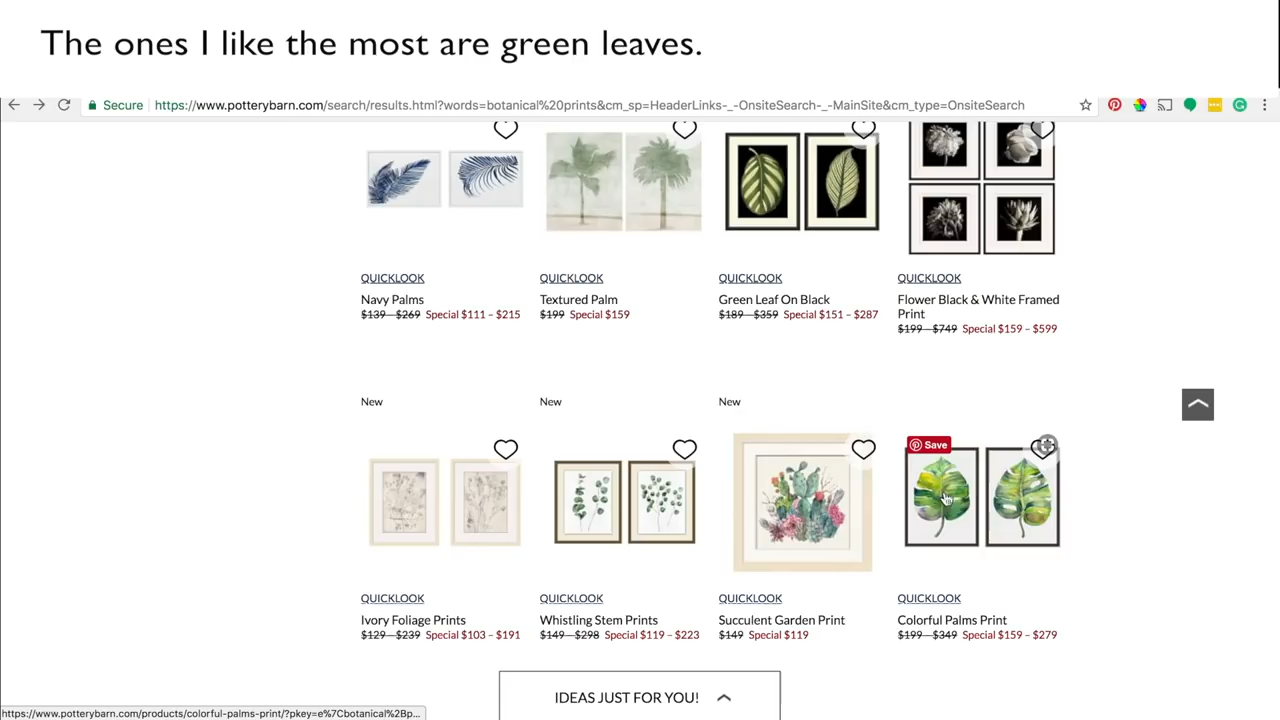 The ones I like the most are green leaves.
Secure https://www.potterybarn.com/search/results.html?words=botanical%20prints&cm_sp=HeaderLinks-_-OnsiteSearch-_-MainSite&cm_type=OnsiteSearch
QUICKLOOK QUICKLOOK QUICKLOOK QUICKLOOK
Navy Palms Textured Palm Green Leaf On Black Flower Black & White Framed
Print
$139 – $269 Special $111 – $215 $199 Special $159 $189 – $359 Special $151 – $287
$199 – $749 Special $159 – $599
New New New
Save
QUICKLOOK QUICKLOOK QUICKLOOK QUICKLOOK
Ivory Foliage Prints Whistling Stem Prints Succulent Garden Print Colorful Palms Print
$129 – $239 Special $103 – $191 $149 – $298 Special $119 – $223 $149 Special $119 $199 – $349 Special $159 – $279
IDEAS JUST FOR YOU!
https://www.potterybarn.com/products/colorful-palms-print/?pkey=e%7Cbotanical%2Bp...